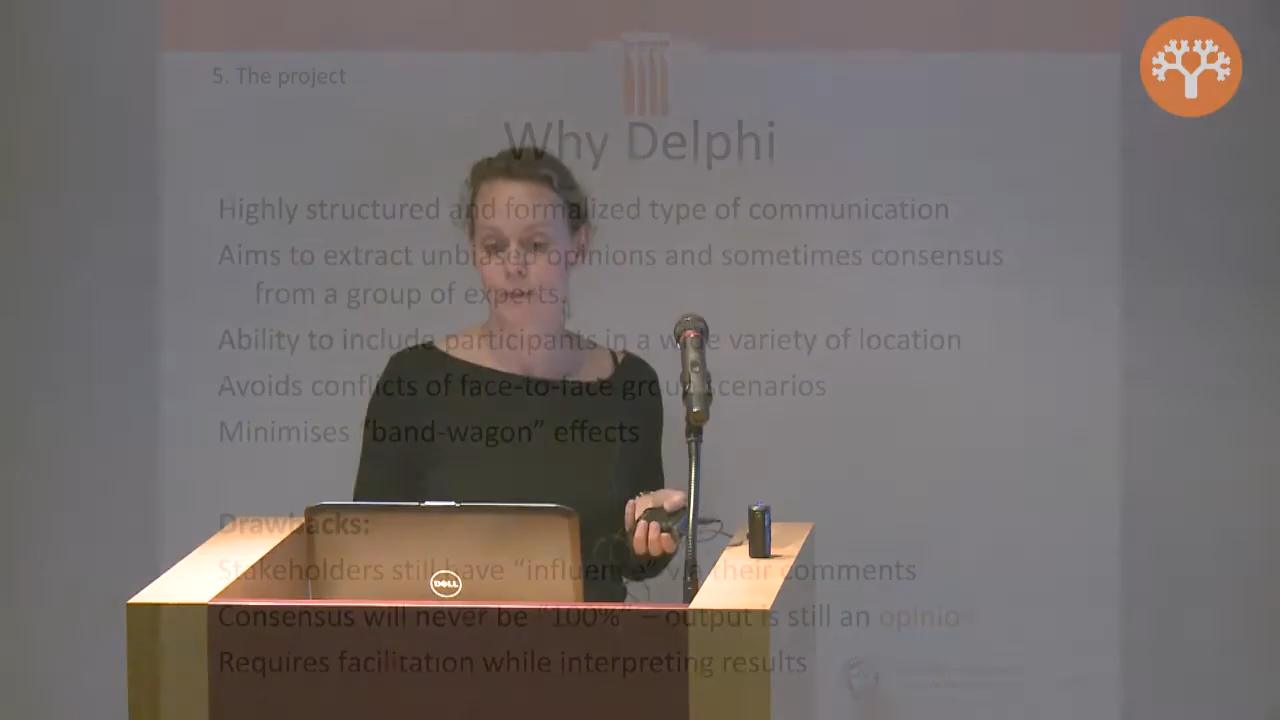 5. The project
Why Delphi
Highly structured and formalized type of communication
Aims to extract unbiased opinions and sometimes consensus
from a group of experts.
Ability to include participants in a wide variety of location
Avoids conflicts of face-to-face group scenarios
Minimises “band-wagon” effects
Drawbacks:
Stakeholders still have “influence” via their comments
DELL
Consensus will never be “100%” – output is still an opinion
Requires facilitation while interpreting results